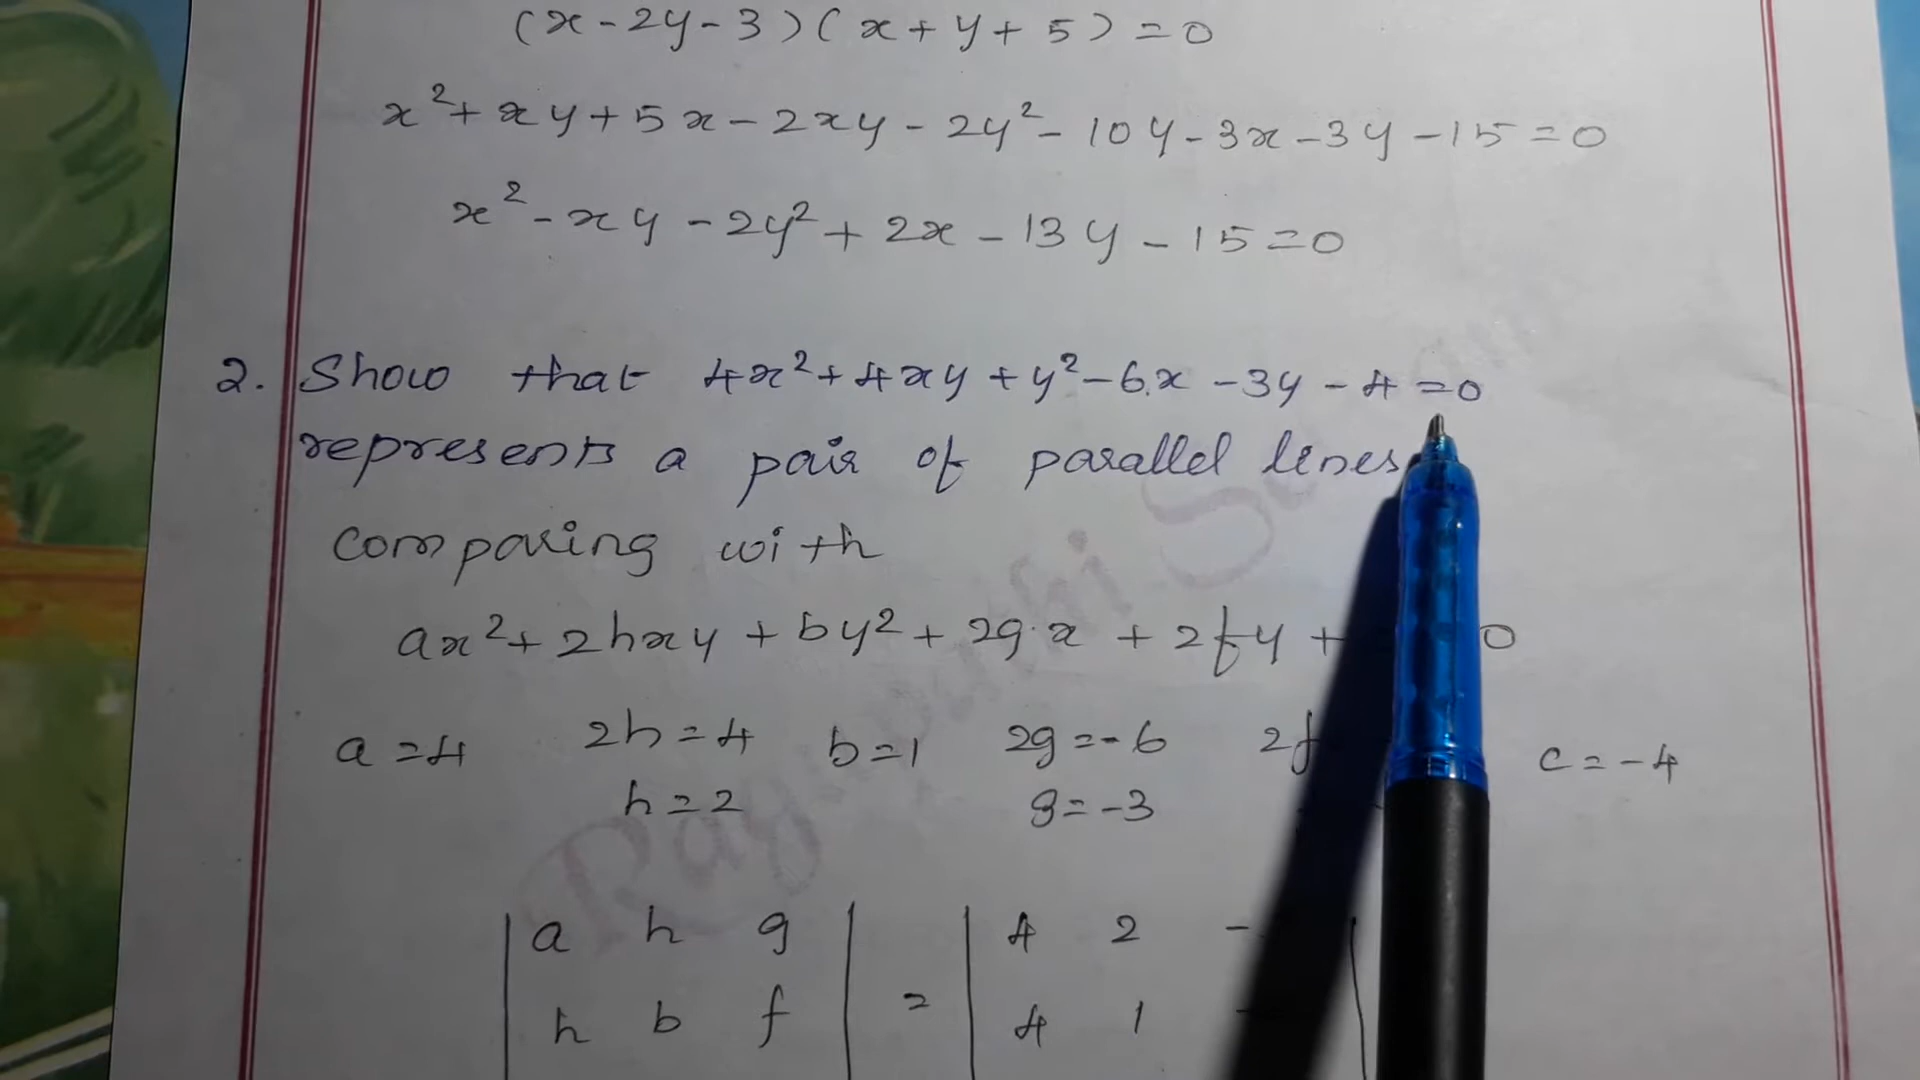 (x - 2y - 3)(x + y + 5) = 0
x² + xy + 5x - 2xy - 2y² - 10y - 3x - 3y - 15 = 0
x² - xy - 2y² + 2x - 13y - 15 = 0
2. Show that 4x² + 4xy + y² - 6x - 3y - 4 = 0
represents a pair of parallel lines
comparing with
ax² + 2hxy + by² + 2g x + 2fy + 0
a = 4 2h = 4 b = 1 2g = -6 2f c = -4
h = 2 g = -3
| a h g | = | 4 2 - |
| h b f | | 4 1 - |